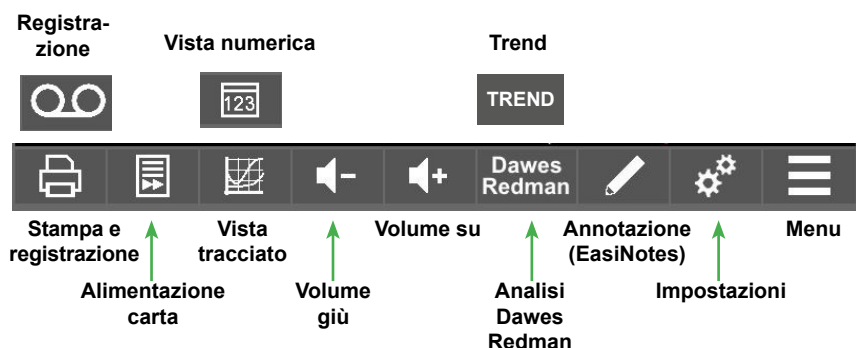 Registra-
zione
Vista numerica
Trend
123
TREND
Dawes
Redman
Stampa e
registrazione
Vista
tracciato
Volume su
Annotazione
(EasiNotes)
Menu
Alimentazione
carta
Volume
giù
Analisi
Dawes
Redman
Impostazioni